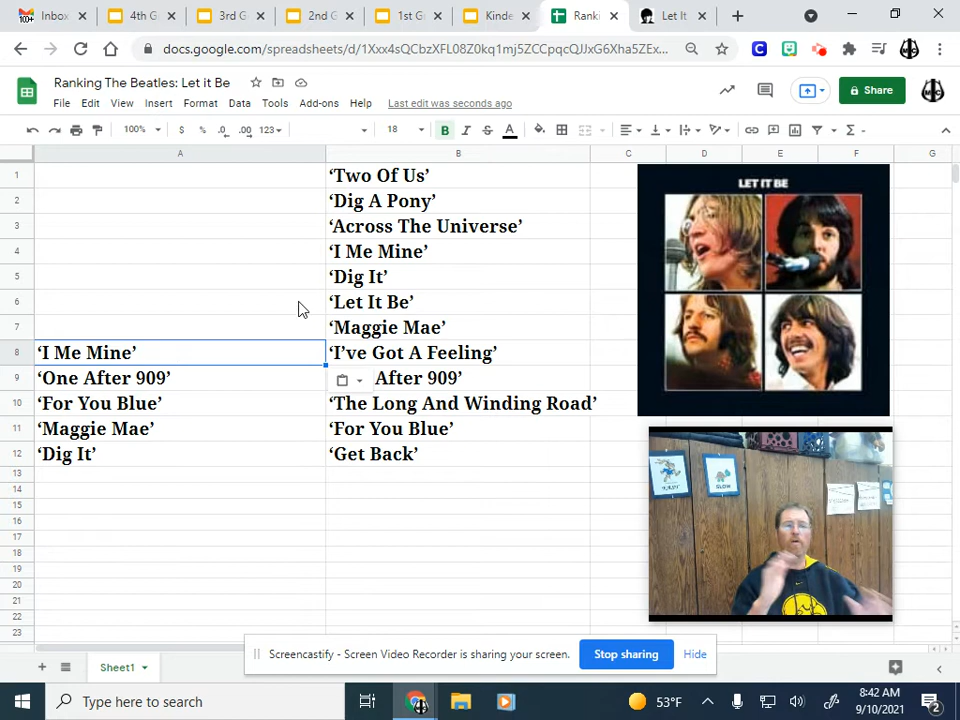 100+
Inbox
4th G
3rd G
2nd G
1st Gr
Kinde
Ranki
Let It
docs.google.com/spreadsheets/d/1Xxx4sQCbzXFL08Z0kq1mj5ZCCpqcQJJxG6Xha5ZEx...
Ranking The Beatles: Let it Be
File Edit View Insert Format Data Tools Add-ons Help Last edit was seconds ago
Share
100% $ % .0 .00 123 18 B I S A
A B C D E F G
1 ‘Two Of Us’
2 ‘Dig A Pony’
3 ‘Across The Universe’
4 ‘I Me Mine’
5 ‘Dig It’
6 ‘Let It Be’
7 ‘Maggie Mae’
8 ‘I Me Mine’ ‘I’ve Got A Feeling’
9 ‘One After 909’ After 909’
10 ‘For You Blue’ ‘The Long And Winding Road’
11 ‘Maggie Mae’ ‘For You Blue’
12 ‘Dig It’ ‘Get Back’
13
14
15
16
17
18
19
20
21
22
23
LET IT BE
SLOW
Screencastify - Screen Video Recorder is sharing your screen.
Stop sharing
Hide
Sheet1
Type here to search
53°F
8:42 AM
9/10/2021
2